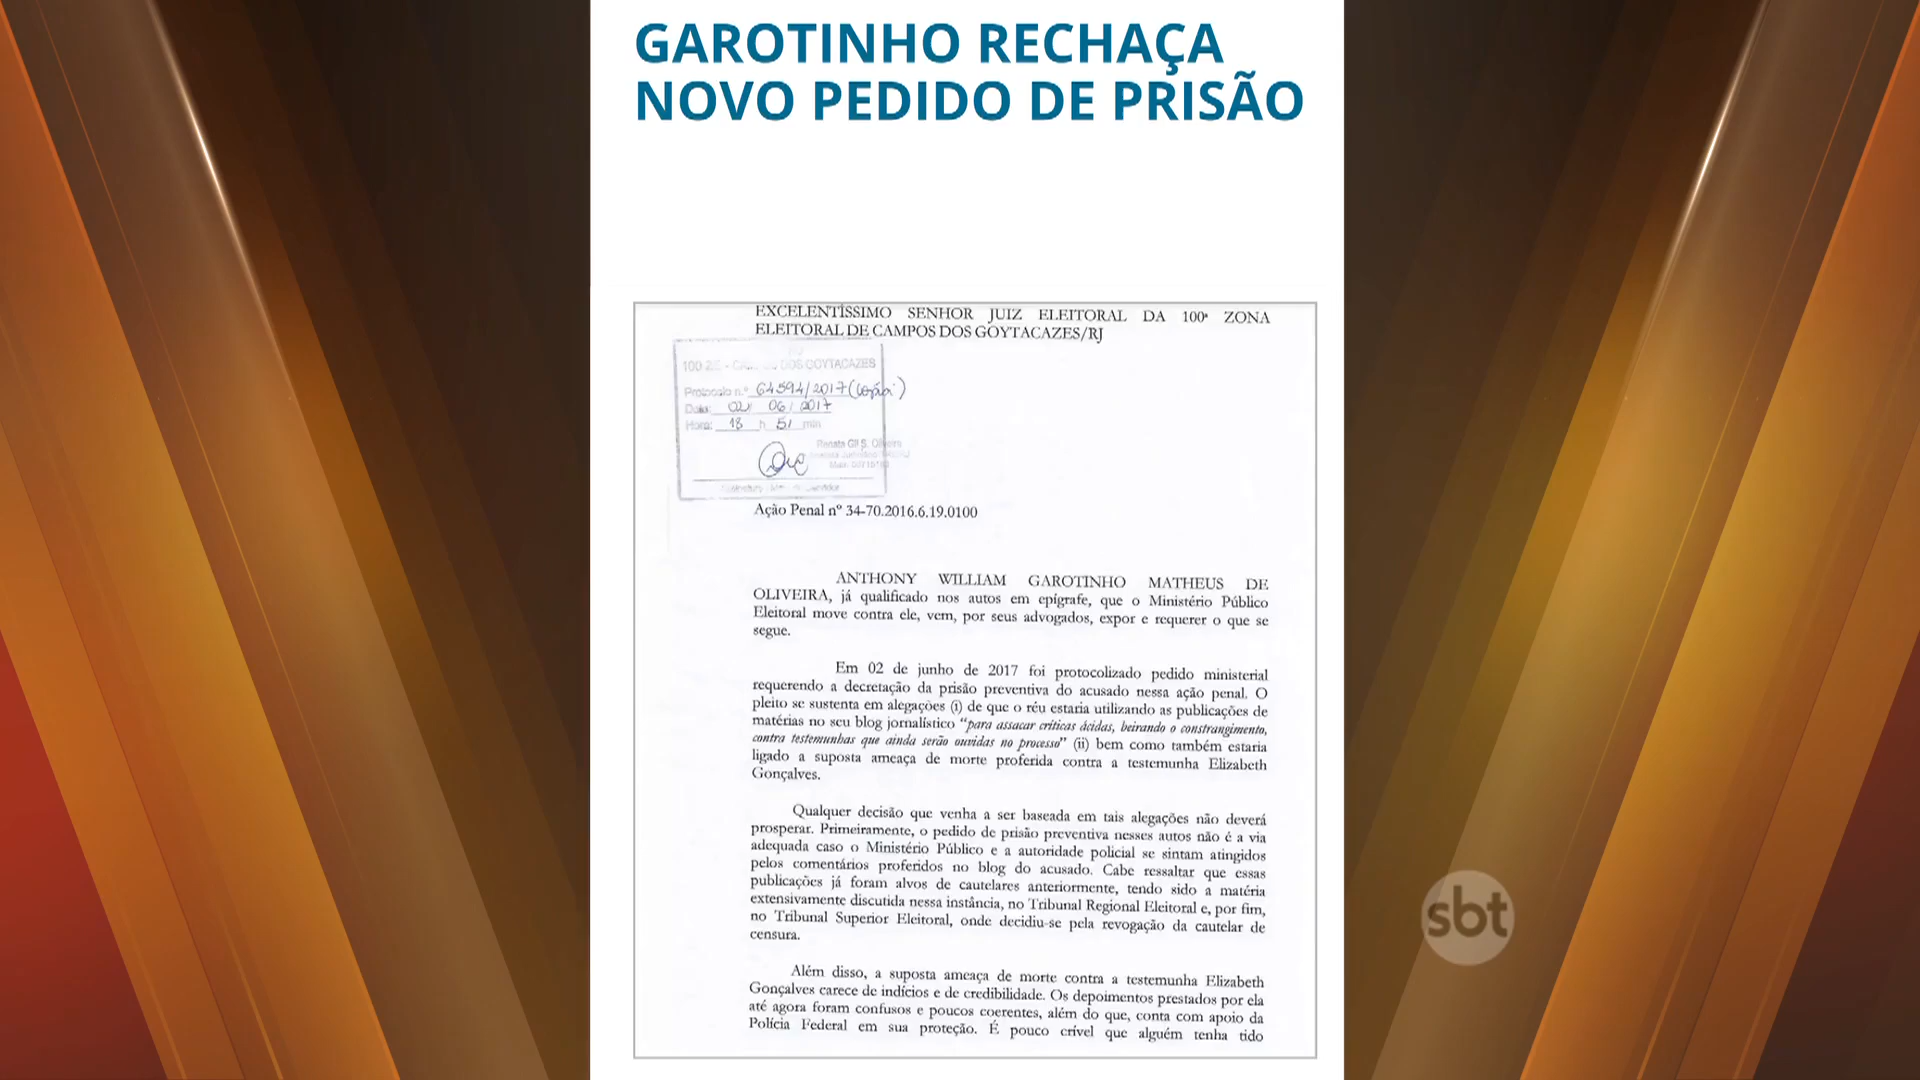 GAROTINHO RECHAÇA
NOVO PEDIDO DE PRISÃO
EXCELENTÍSSIMO SENHOR JUIZ ELEITORAL DA 100ª ZONA
ELEITORAL DE CAMPOS DOS GOYTACAZES/RJ
DOS GOYTACAZES
Protocolo n.º 64594/2017
Data: 02/ 06/ 2017
Hora: 18 h 51 min
Renata Gil S. Oliveira
Ação Penal nº 34-70.2016.6.19.0100
ANTHONY WILLIAM GAROTINHO MATHEUS DE
OLIVEIRA, já qualificado nos autos em epígrafe, que o Ministério Público
Eleitoral move contra ele, vem, por seus advogados, expor e requerer o que se
segue.
Em 02 de junho de 2017 foi protocolizado pedido ministerial
requerendo a decretação da prisão preventiva do acusado nessa ação penal. O
pleito se sustenta em alegações (i) de que o réu estaria utilizando as publicações de
matérias no seu blog jornalístico “para assacar críticas ácidas, beirando o constrangimento,
contra testemunhas que ainda serão ouvidas no processo” (ii) bem como também estaria
ligado a suposta ameaça de morte proferida contra a testemunha Elizabeth
Gonçalves.
Qualquer decisão que venha a ser baseada em tais alegações não deverá
prosperar. Primeiramente, o pedido de prisão preventiva nesses autos não é a via
adequada caso o Ministério Público e a autoridade policial se sintam atingidos
pelos comentários proferidos no blog do acusado. Cabe ressaltar que essas
publicações já foram alvos de cautelares anteriormente, tendo sido a matéria
extensivamente discutida nessa instância, no Tribunal Regional Eleitoral e, por fim,
no Tribunal Superior Eleitoral, onde decidiu-se pela revogação da cautelar de
censura.
Além disso, a suposta ameaça de morte contra a testemunha Elizabeth
Gonçalves carece de indícios e de credibilidade. Os depoimentos prestados por ela
até agora foram confusos e poucos coerentes, além do que, conta com apoio da
Polícia Federal em sua proteção. É pouco crível que alguém tenha tido
sbt